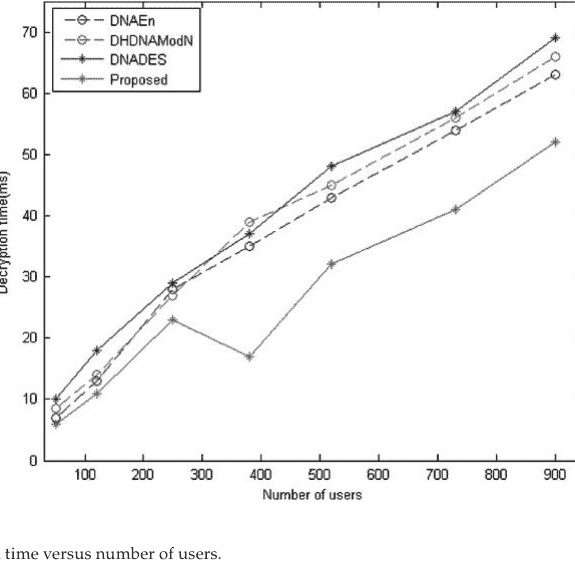 DNAEn
DHDNAModN
DNADES
Proposed
70
60
50
40
30
20
10
0
Decryption time(ms)
100 200 300 400 500 600 700 800 900
Number of users
time versus number of users.